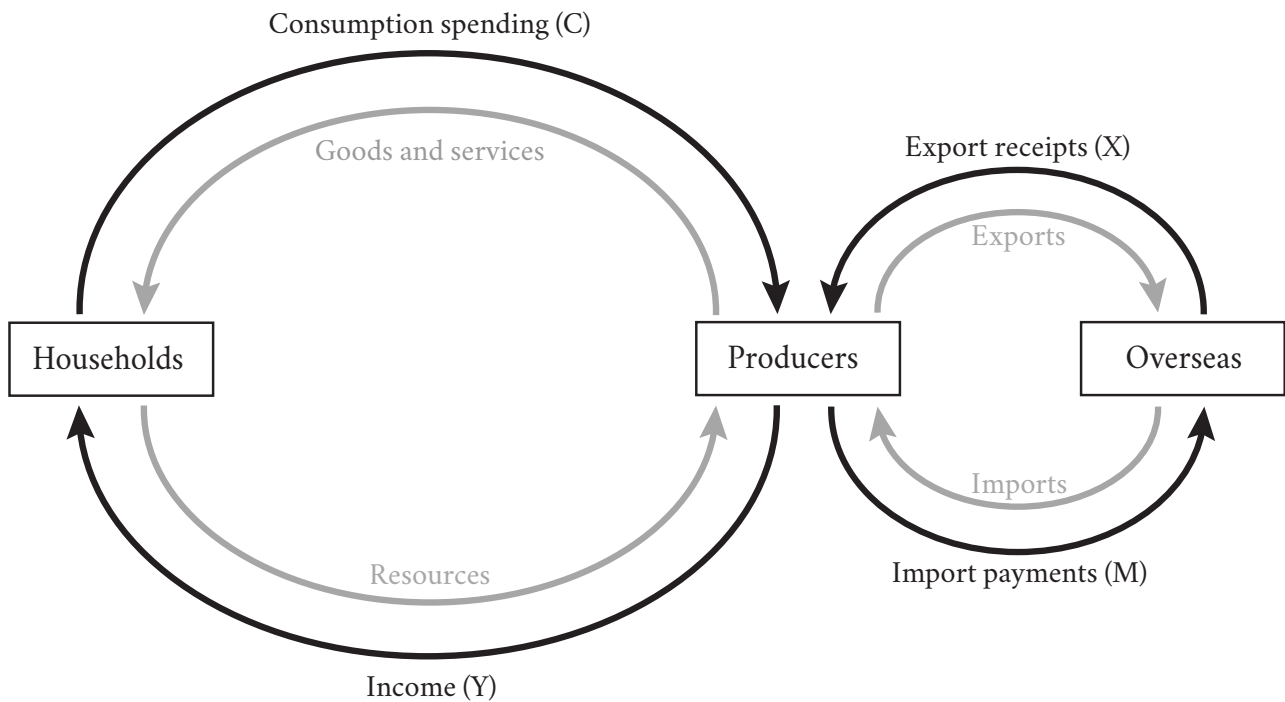 Consumption spending (C)
Goods and services
Export receipts (X)
Exports
Households
Producers
Overseas
Imports
Resources
Import payments (M)
Income (Y)